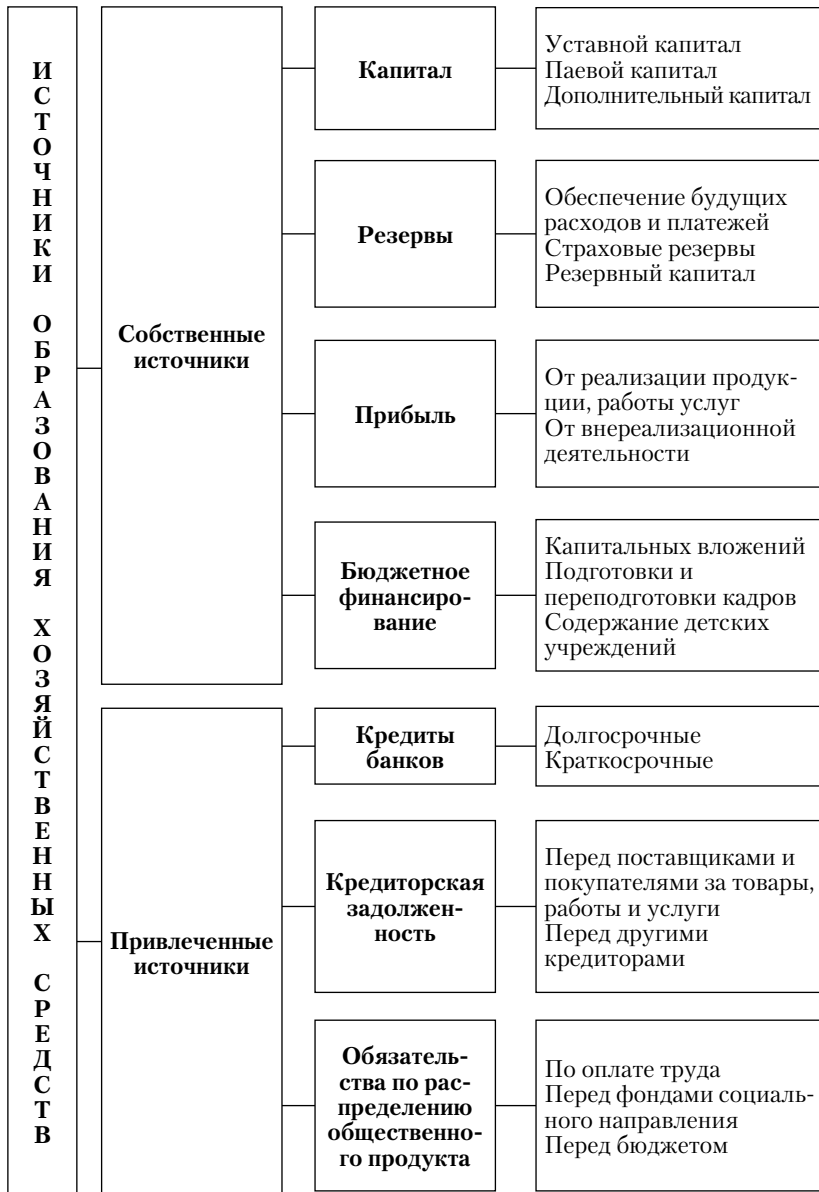 ИСТОЧНИКИ ОБРАЗОВАНИЯ ХОЗЯЙСТВЕННЫХ СРЕДСТВ
Собственные
источники
Капитал
Уставной капитал
Паевой капитал
Дополнительный капитал
Резервы
Обеспечение будущих
расходов и платежей
Страховые резервы
Резервный капитал
Прибыль
От реализации продук-
ции, работы услуг
От внереализационной
деятельности
Бюджетное
финансиро-
вание
Капитальных вложений
Подготовки и
переподготовки кадров
Содержание детских
учреждений
Привлеченные
источники
Кредиты
банков
Долгосрочные
Краткосрочные
Кредиторская
задолжен-
ность
Перед поставщиками и
покупателями за товары,
работы и услуги
Перед другими
кредиторами
Обязатель-
ства по рас-
пределению
общественно-
го продукта
По оплате труда
Перед фондами социаль-
ного направления
Перед бюджетом